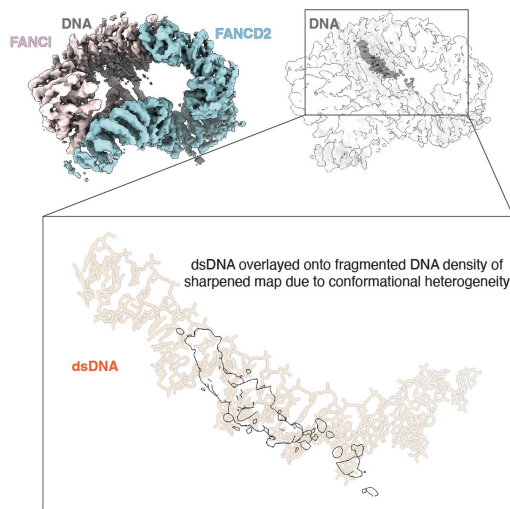 DNA
FANCI
FANCD2
DNA
dsDNA overlayed onto fragmented DNA density of
sharpened map due to conformational heterogeneity
dsDNA